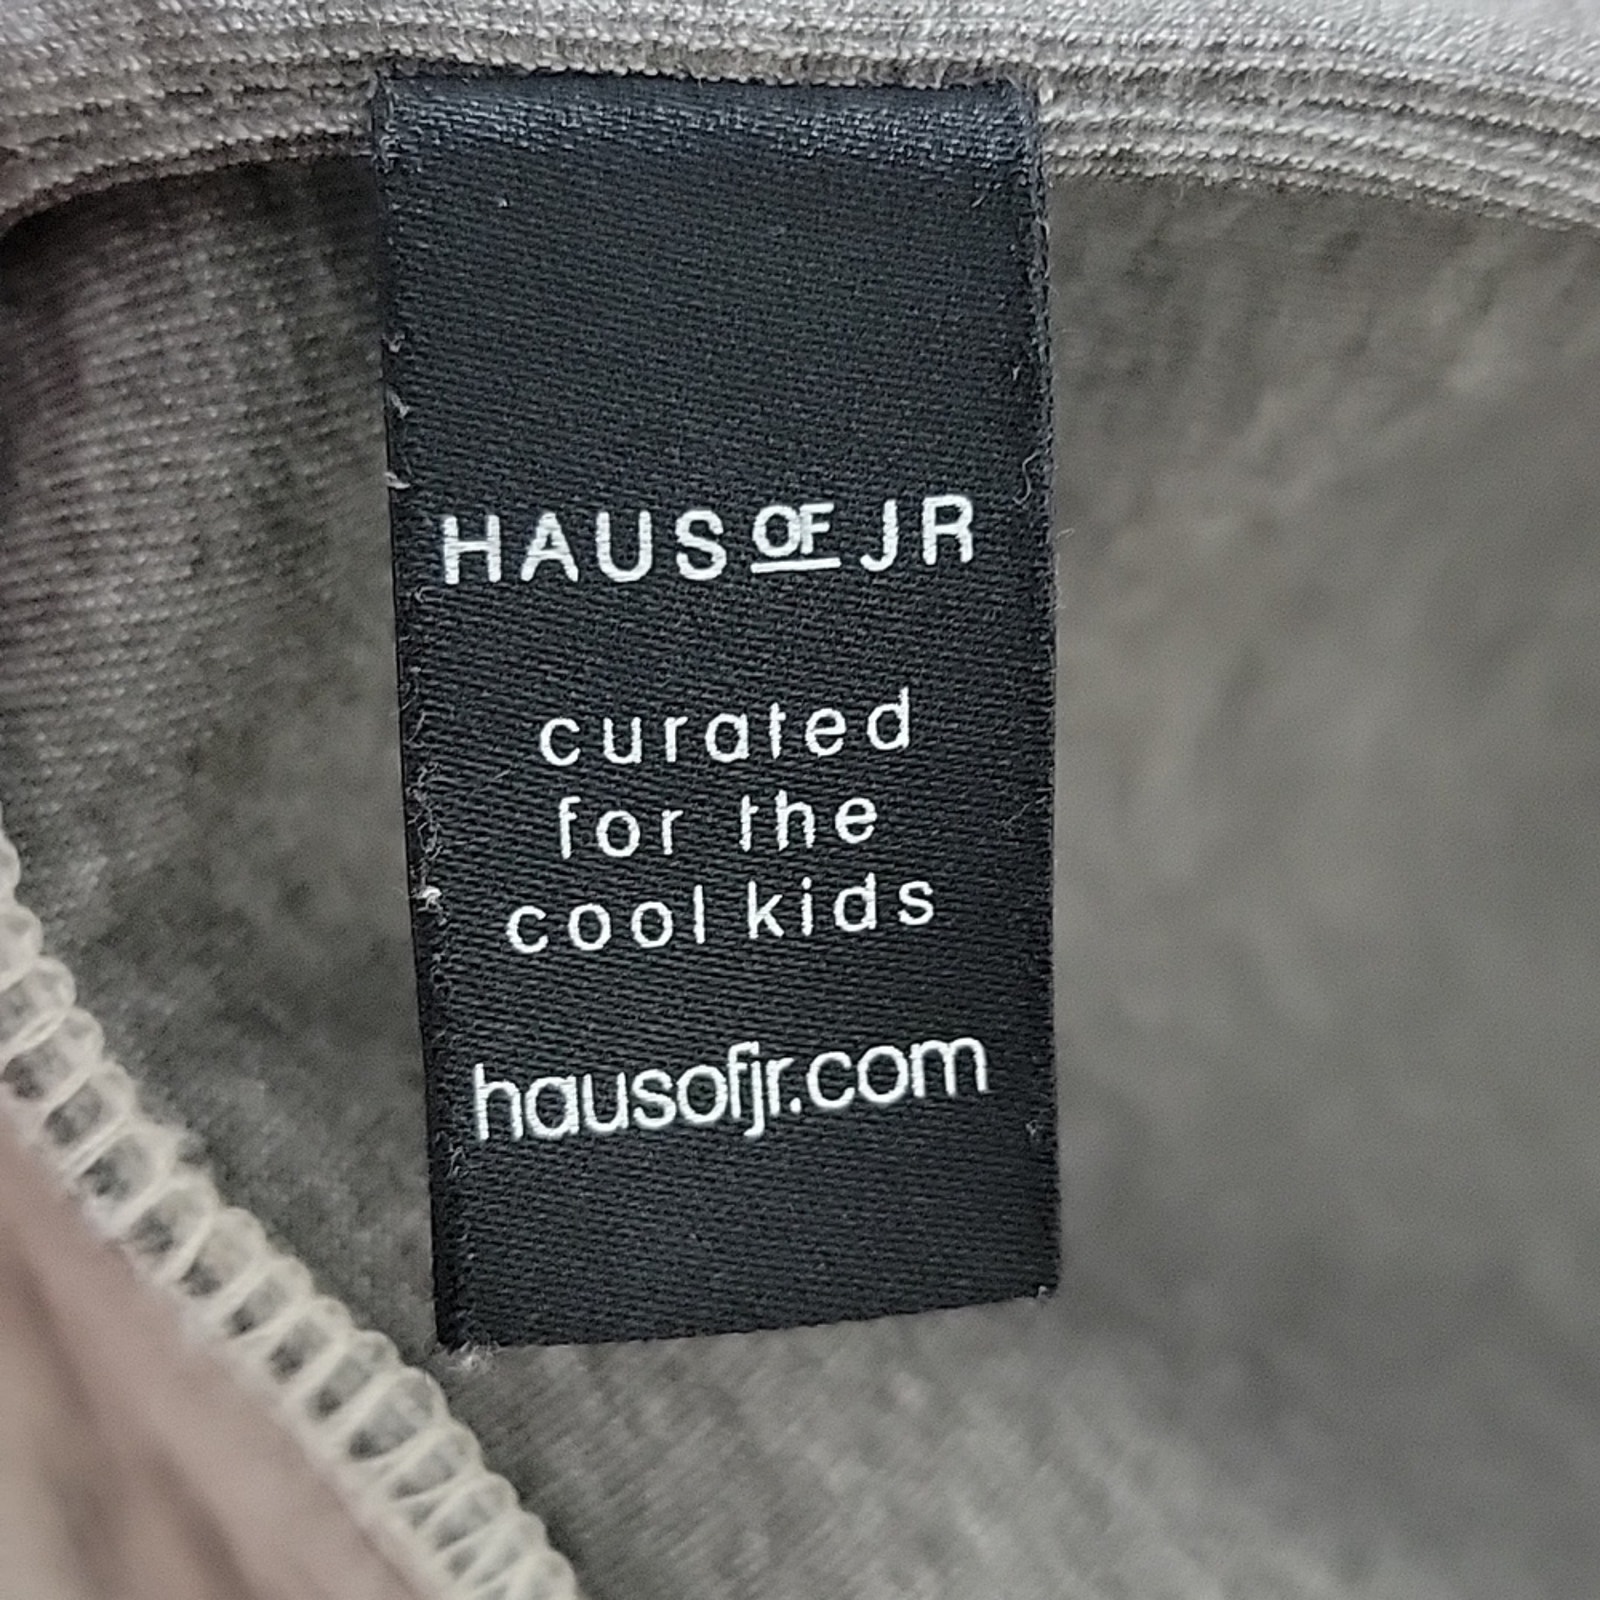 HAUS OF JR
curated
for the
cool kids
hausofjr.com